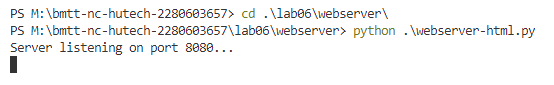 PS M:\bmtt-nc-hutech-2280603657> cd .\lab06\webserver\
PS M:\bmtt-nc-hutech-2280603657\lab06\webserver> python .\webserver-html.py
Server listening on port 8080...